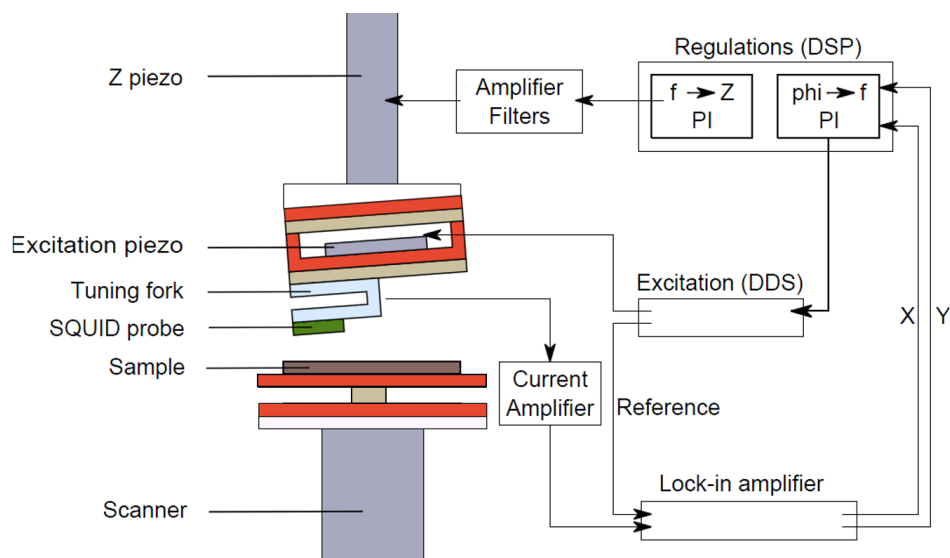 Regulations (DSP)
Z piezo
Amplifier
Filters
f → Z
PI
phi → f
PI
Excitation piezo
Tuning fork
SQUID probe
Sample
Scanner
Excitation (DDS)
X
Y
Current
Amplifier
Reference
Lock-in amplifier